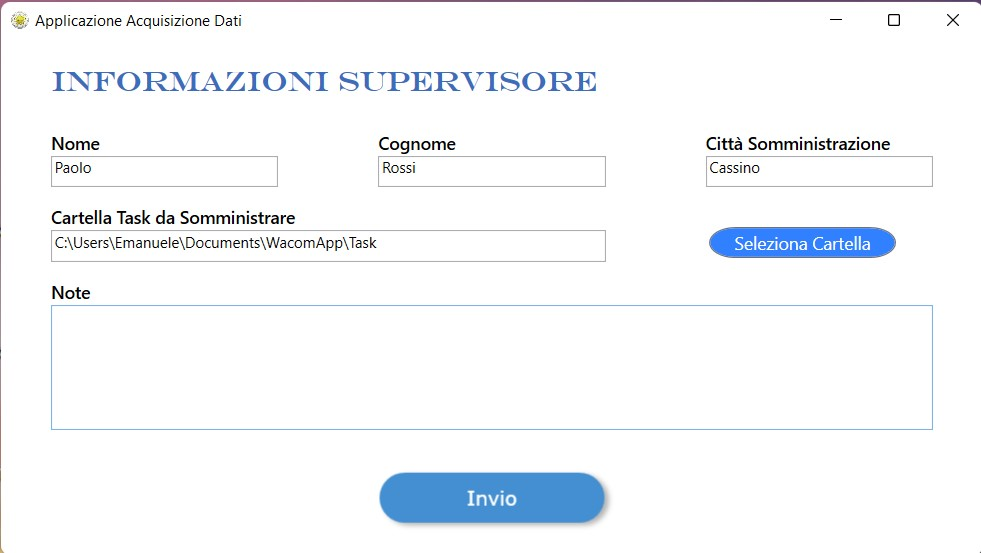 Applicazione Acquisizione Dati
INFORMAZIONI SUPERVISORE
Nome Cognome Città Somministrazione
Paolo Rossi Cassino
Cartella Task da Somministrare
C:\Users\Emanuele\Documents\WacomApp\Task Seleziona Cartella
Note
Invio